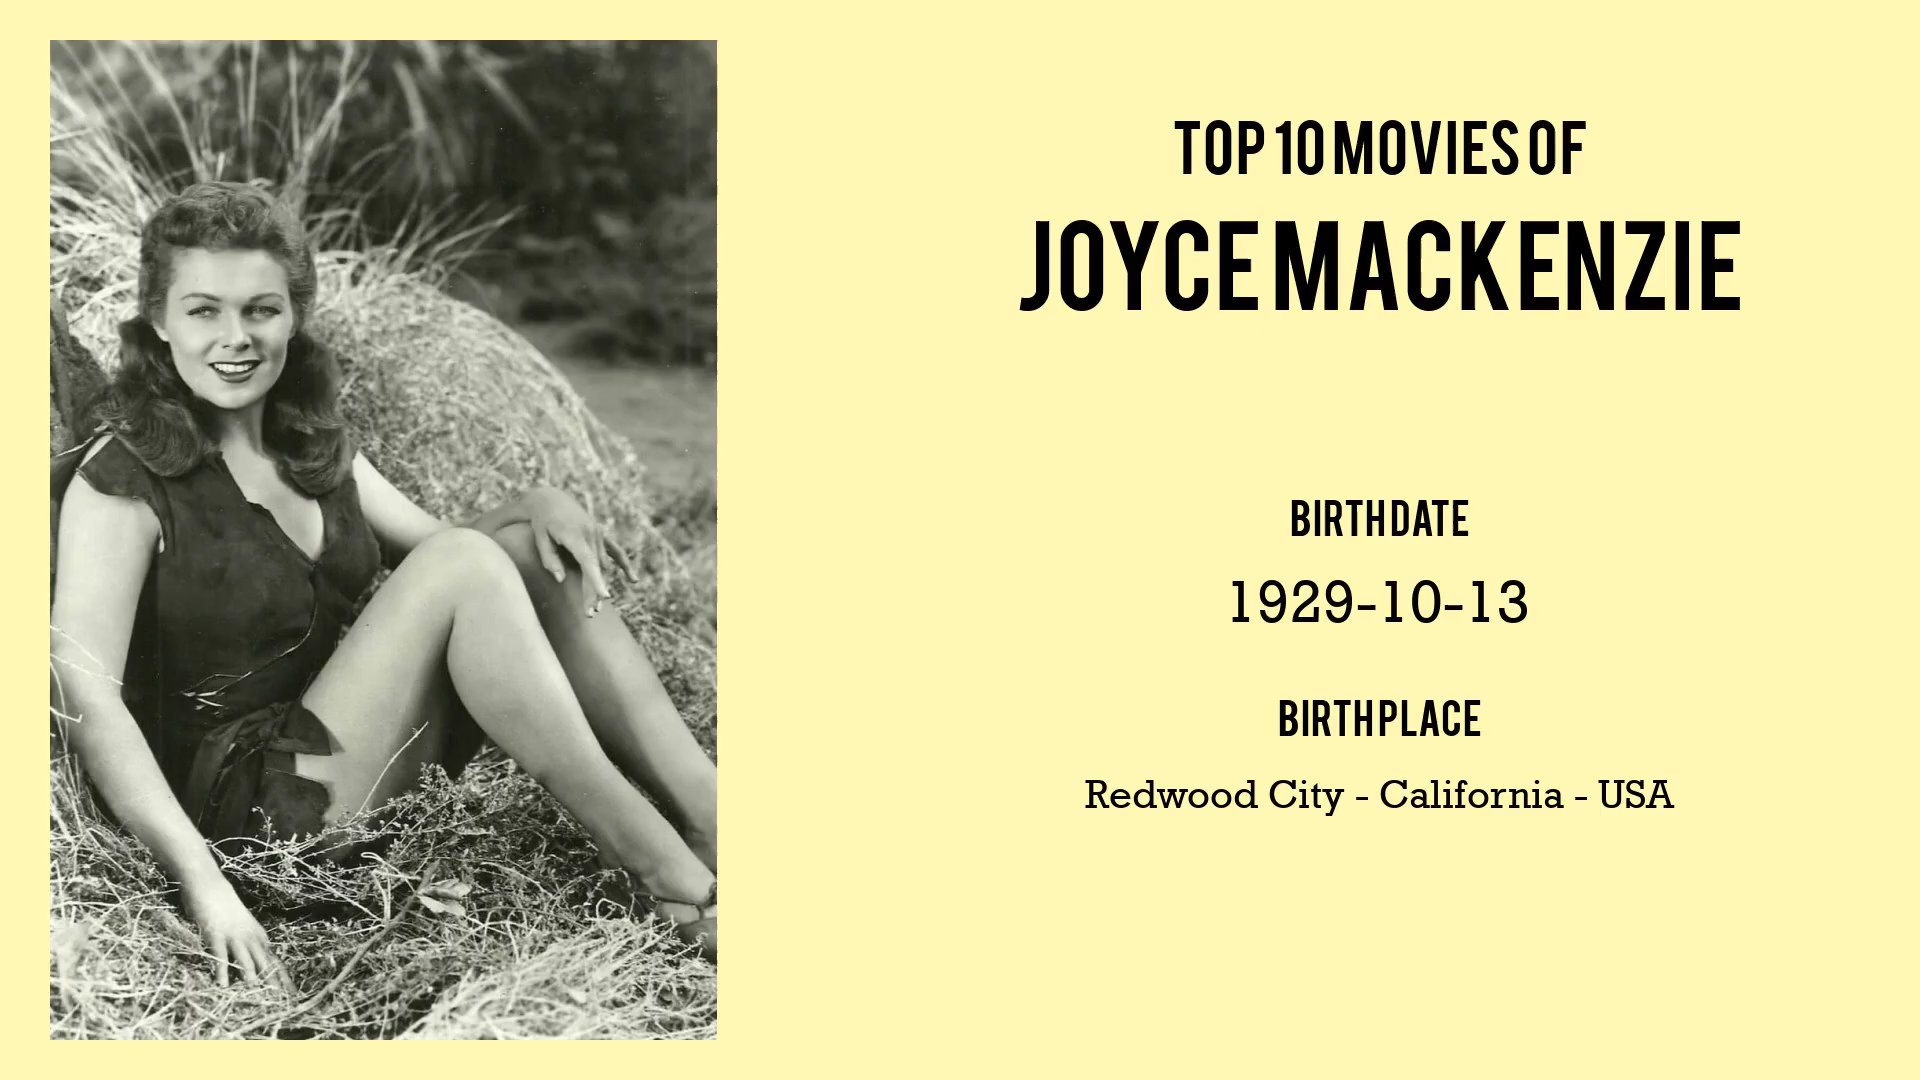 TOP 10 MOVIES OF
JOYCE MACKENZIE
BIRTHDATE
1929-10-13
BIRTHPLACE
Redwood City - California - USA